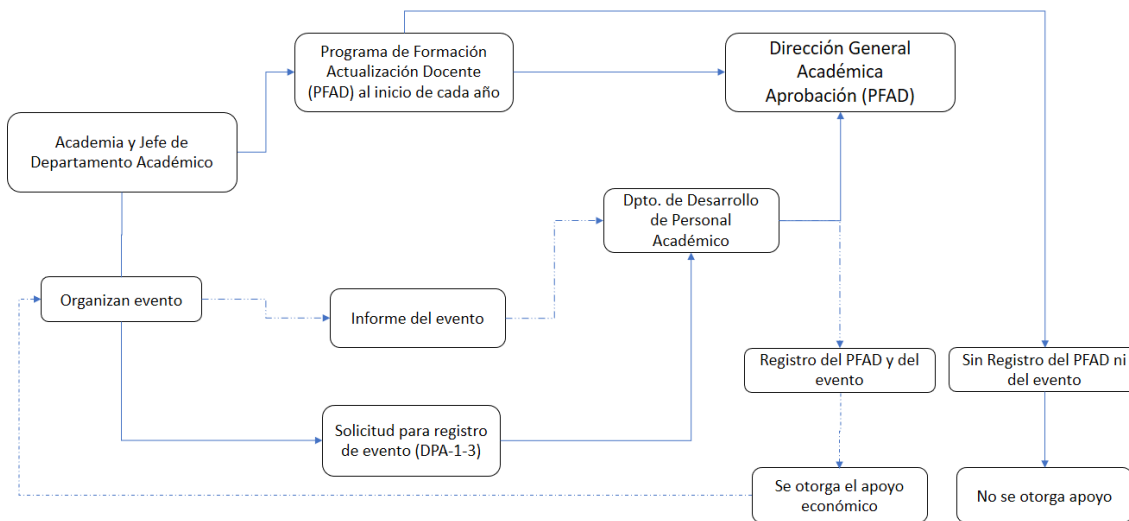 Programa de Formación
Actualización Docente
(PFAD) al inicio de cada año
Dirección General
Académica
Aprobación (PFAD)
Academia y Jefe de
Departamento Académico
Dpto. de Desarrollo
de Personal
Académico
Organizan evento
Informe del evento
Registro del PFAD y del
evento
Sin Registro del PFAD ni
del evento
Solicitud para registro
de evento (DPA-1-3)
Se otorga el apoyo
económico
No se otorga apoyo